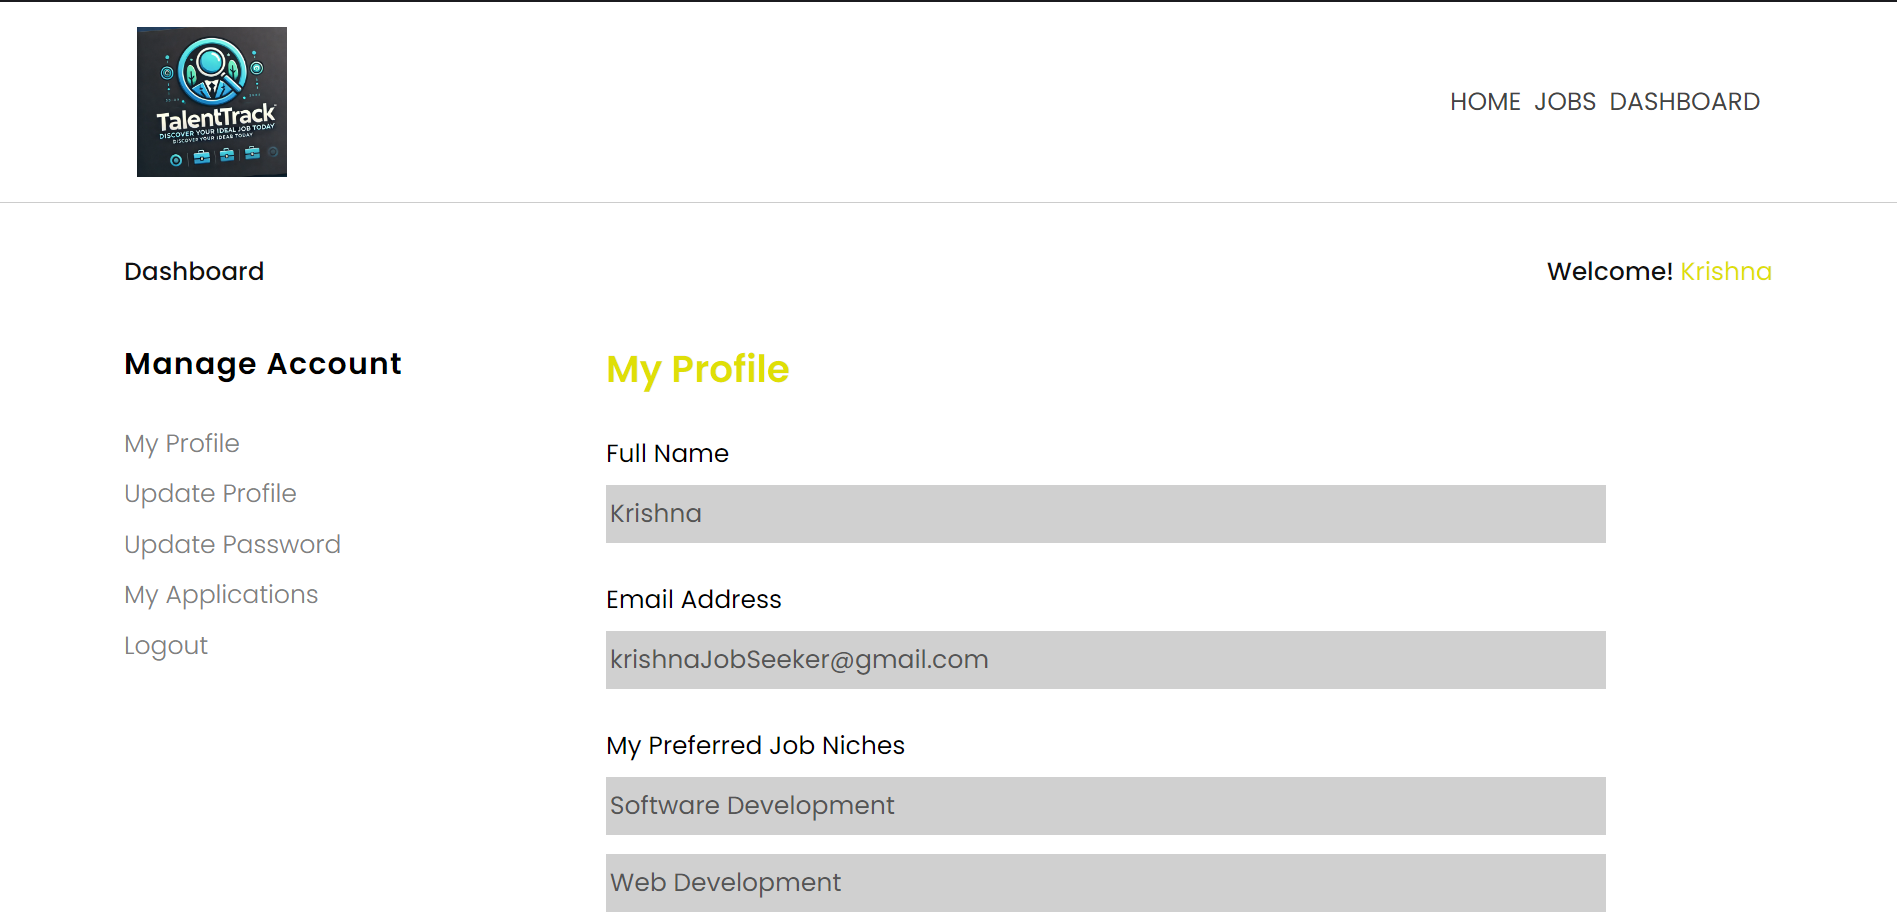 TalentTrack
DISCOVER YOUR IDEAL JOB TODAY
DISCOVER YOUR IDEAB TODAY
HOME JOBS DASHBOARD
Dashboard
Welcome! Krishna
Manage Account
My Profile
Update Profile
Update Password
My Applications
Logout
My Profile
Full Name
Krishna
Email Address
krishnaJobSeeker@gmail.com
My Preferred Job Niches
Software Development
Web Development